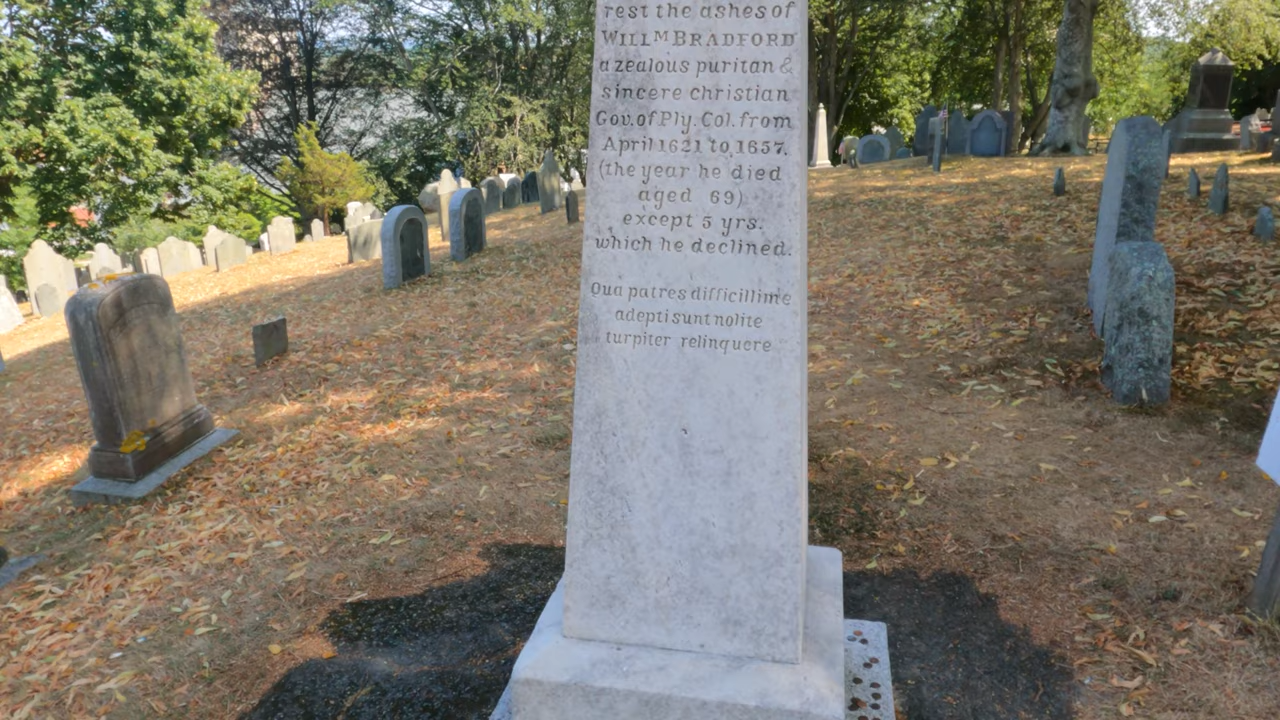 rest the ashes of
WILLM BRADFORD
a zealous puritan &
sincere christian
Gov. of Ply. Col. from
April 1621 to 1657.
(the year he died
aged 69)
except 5 yrs.
which he declined.
Qua patres difficillime
adepti sunt nolite
turpiter relinquere